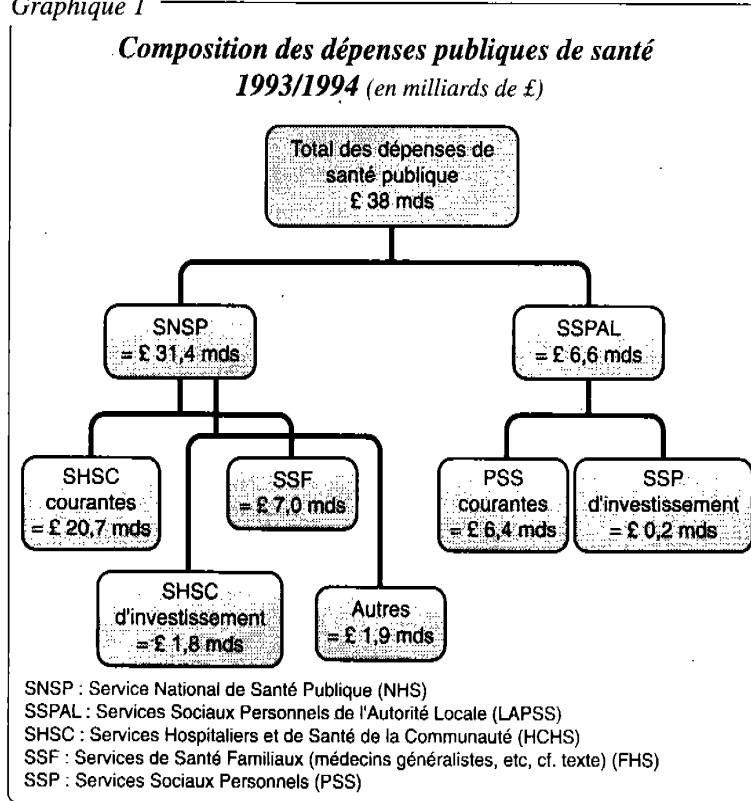 Graphique 1
Composition des dépenses publiques de santé
1993/1994 (en milliards de £)
Total des dépenses de
santé publique
£ 38 mds
SNSP
= £ 31,4 mds
SSPAL
= £ 6,6 mds
SHSC
courantes
= £ 20,7 mds
SSF
= £ 7,0 mds
PSS
courantes
= £ 6,4 mds
SSP
d'investissement
= £ 0,2 mds
SHSC
d'investissement
= £ 1,8 mds
Autres
= £ 1,9 mds
SNSP : Service National de Santé Publique (NHS)
SSPAL : Services Sociaux Personnels de l'Autorité Locale (LAPSS)
SHSC : Services Hospitaliers et de Santé de la Communauté (HCHS)
SSF : Services de Santé Familiaux (médecins généralistes, etc, cf. texte) (FHS)
SSP : Services Sociaux Personnels (PSS)